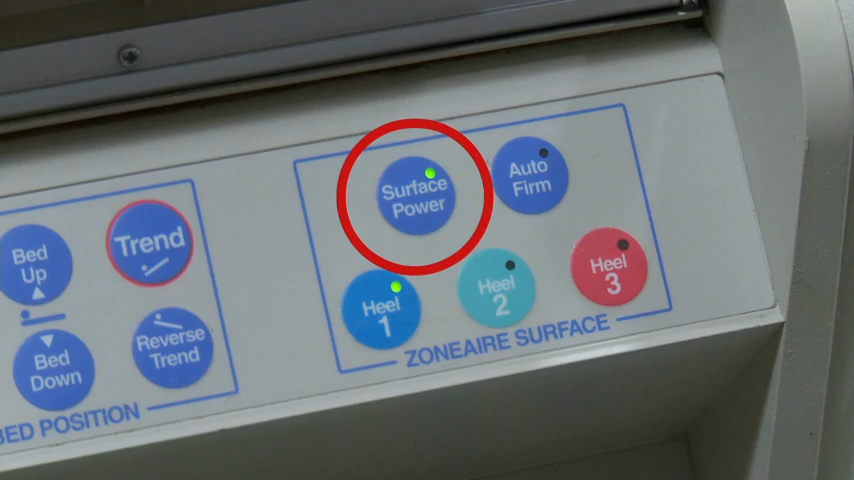 Bed
Up
Trend
Bed
Down
Reverse
Trend
BED POSITION
Surface
Power
Auto
Firm
Heel
1
Heel
2
Heel
3
ZONEAIRE SURFACE